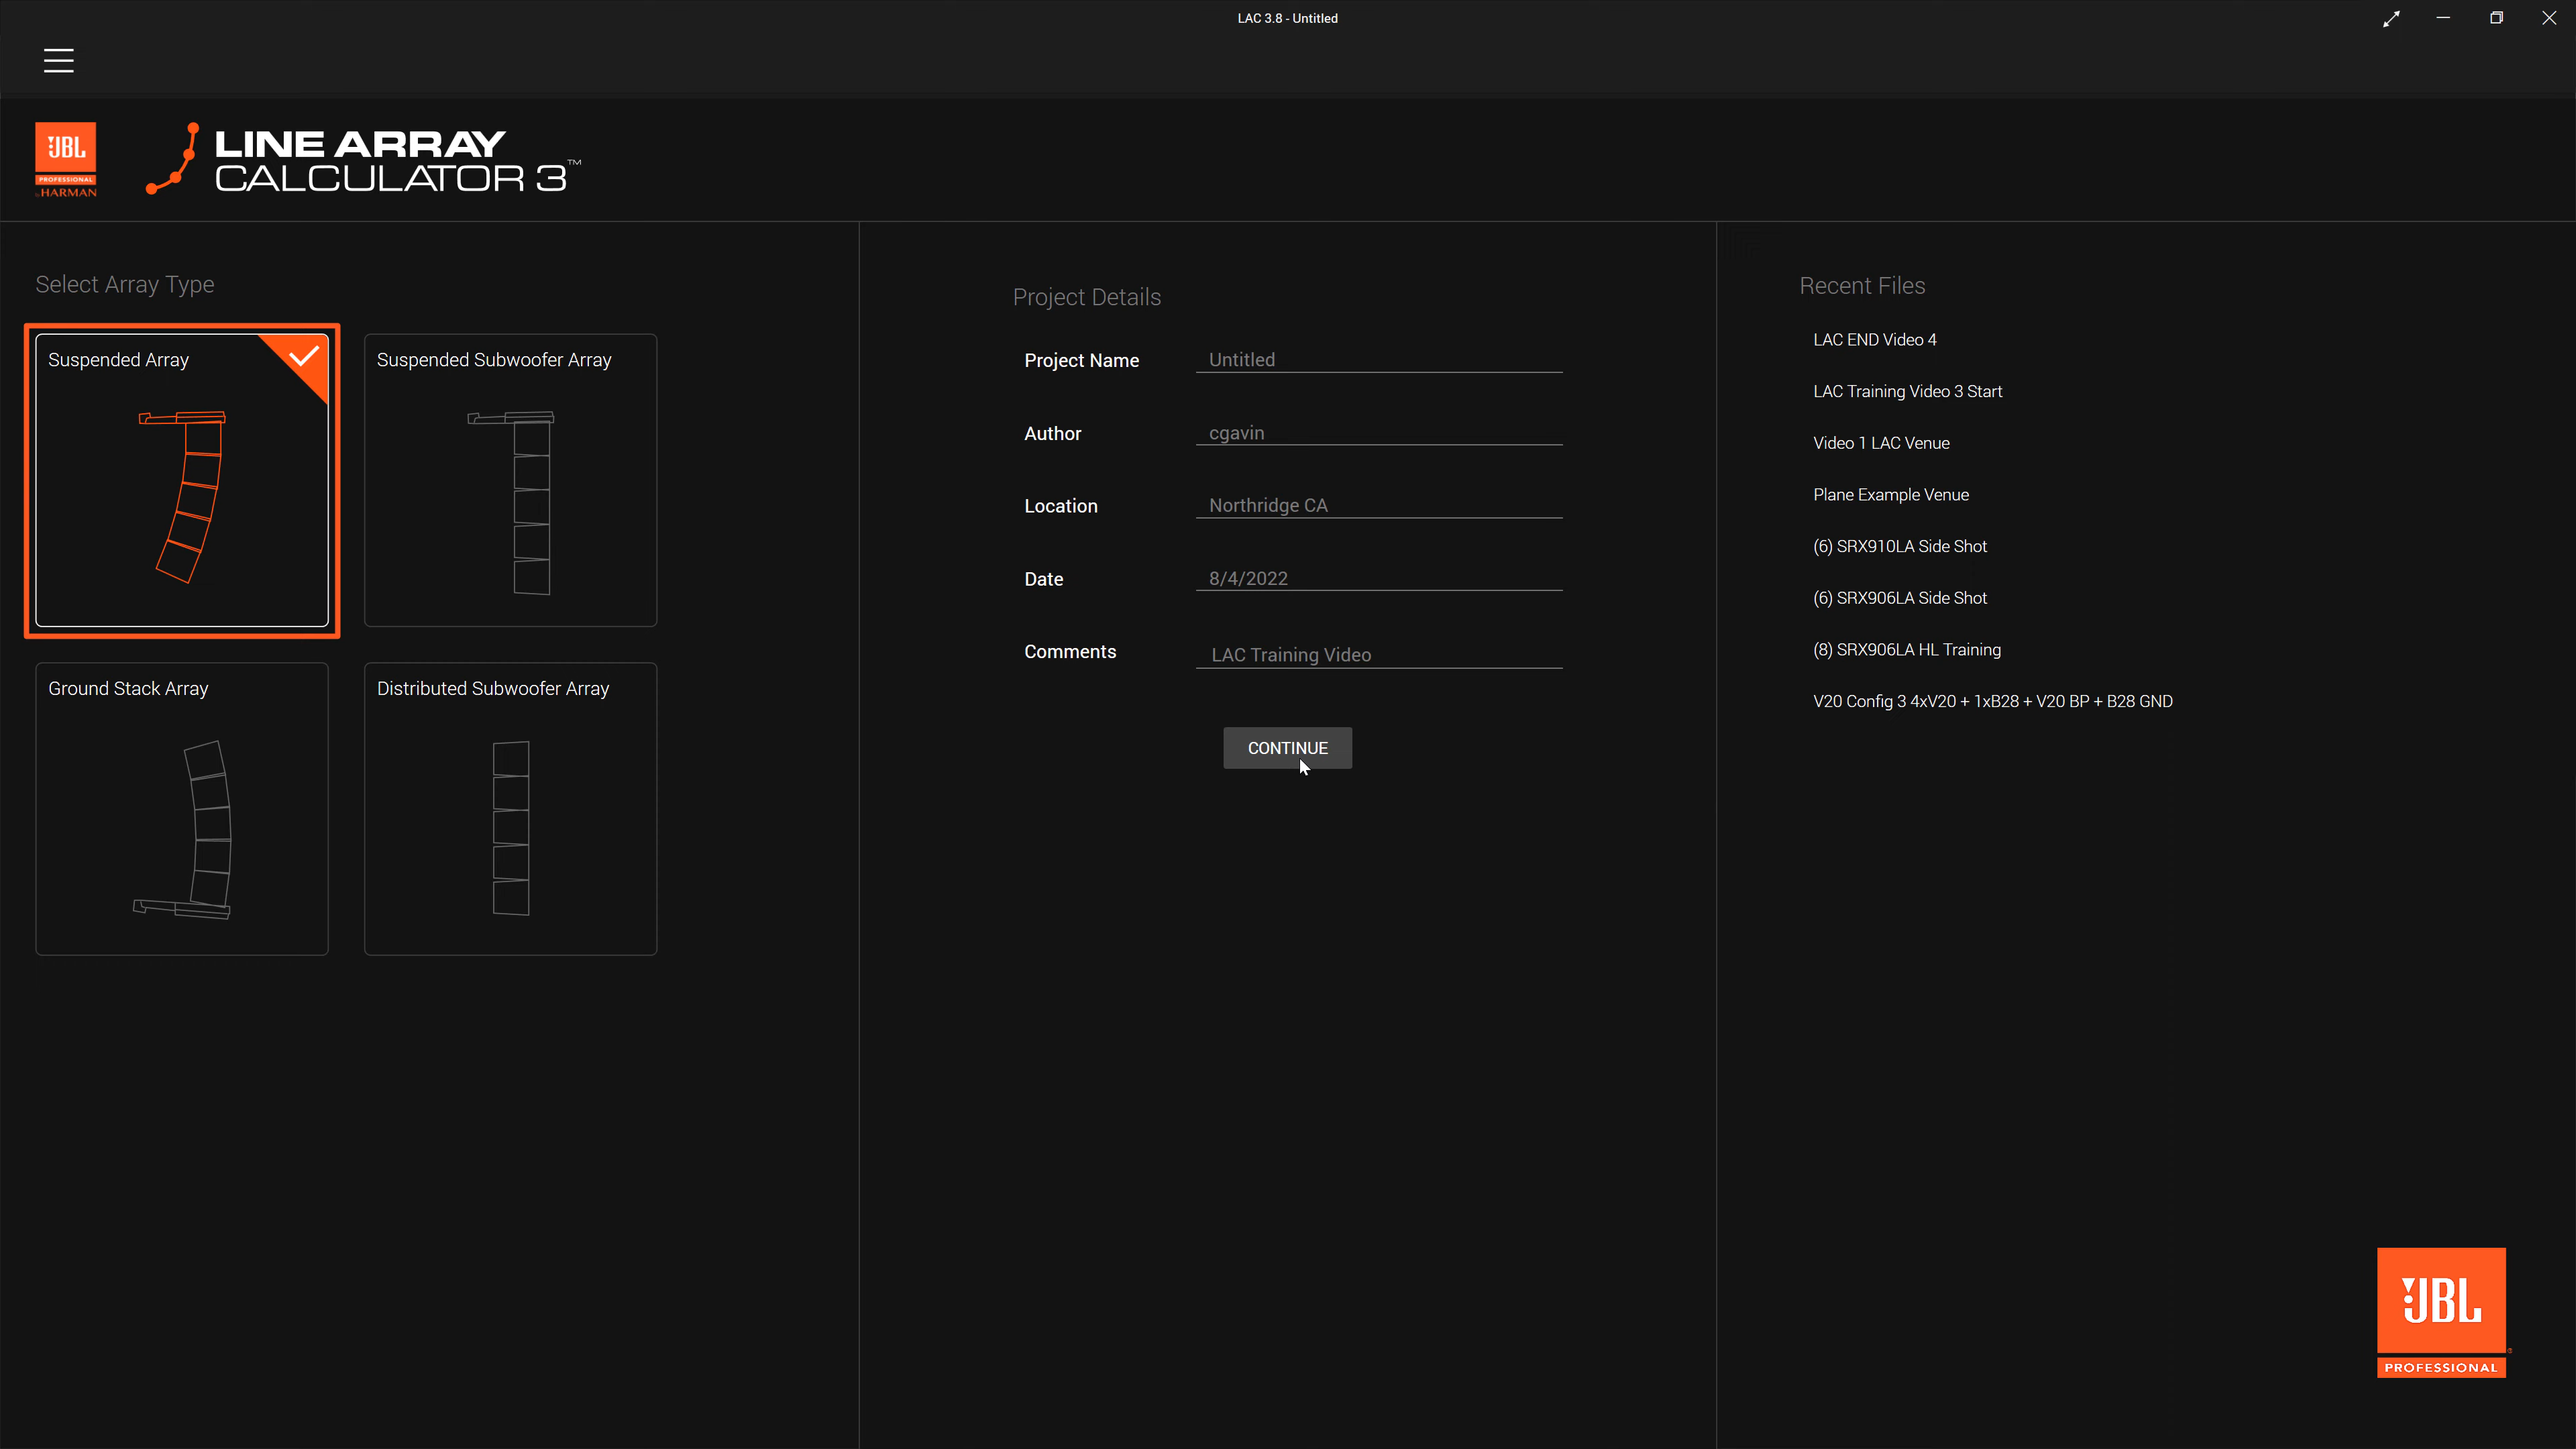 LAC 3.8 - Untitled
JBL
PROFESSIONAL
by HARMAN
LINE ARRAY
CALCULATOR 3™
Select Array Type
Suspended Array
Suspended Subwoofer Array
Ground Stack Array
Distributed Subwoofer Array
Project Details
Project Name
Untitled
Author
cgavin
Location
Northridge CA
Date
8/4/2022
Comments
LAC Training Video
CONTINUE
Recent Files
LAC END Video 4
LAC Training Video 3 Start
Video 1 LAC Venue
Plane Example Venue
(6) SRX910LA Side Shot
(6) SRX906LA Side Shot
(8) SRX906LA HL Training
V20 Config 3 4xV20 + 1xB28 + V20 BP + B28 GND
JBL
PROFESSIONAL